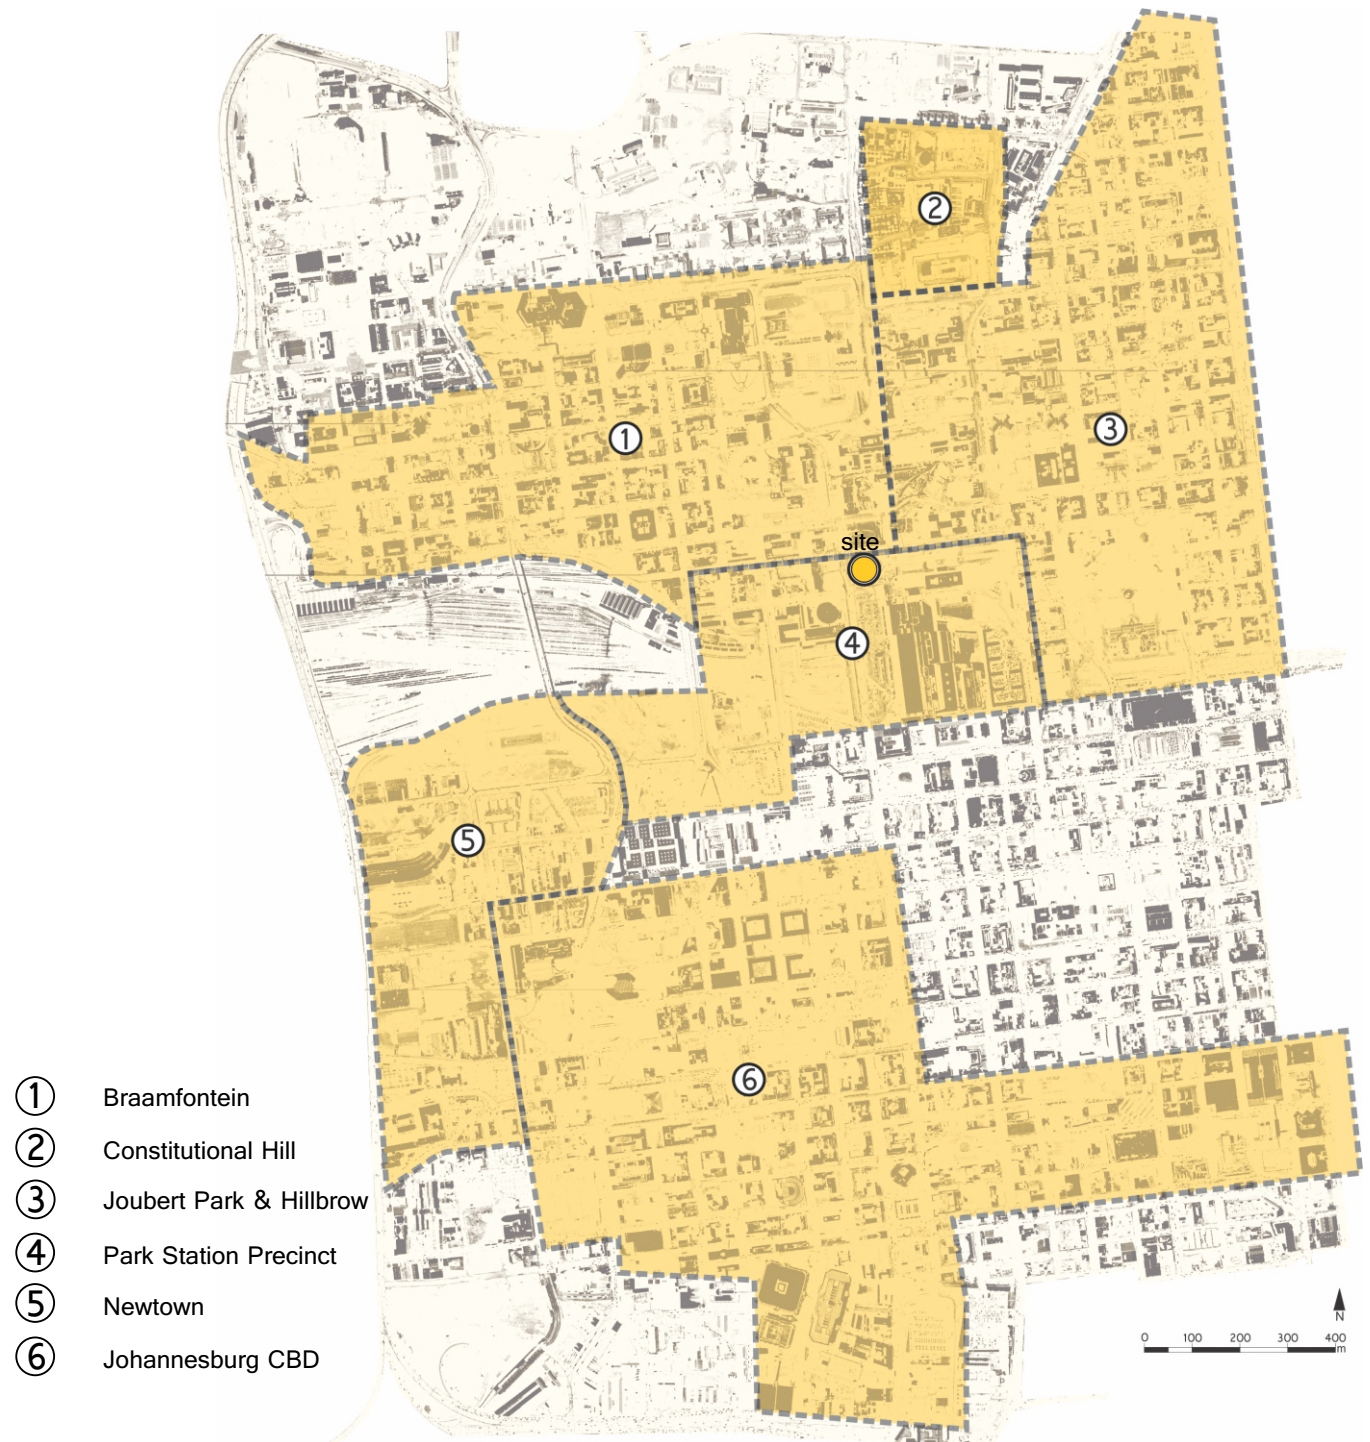 2
3
1
site
4
5
6
1 Braamfontein
2 Constitutional Hill
3 Joubert Park & Hillbrow
4 Park Station Precinct
5 Newtown
6 Johannesburg CBD
N
0 100 200 300 400
m